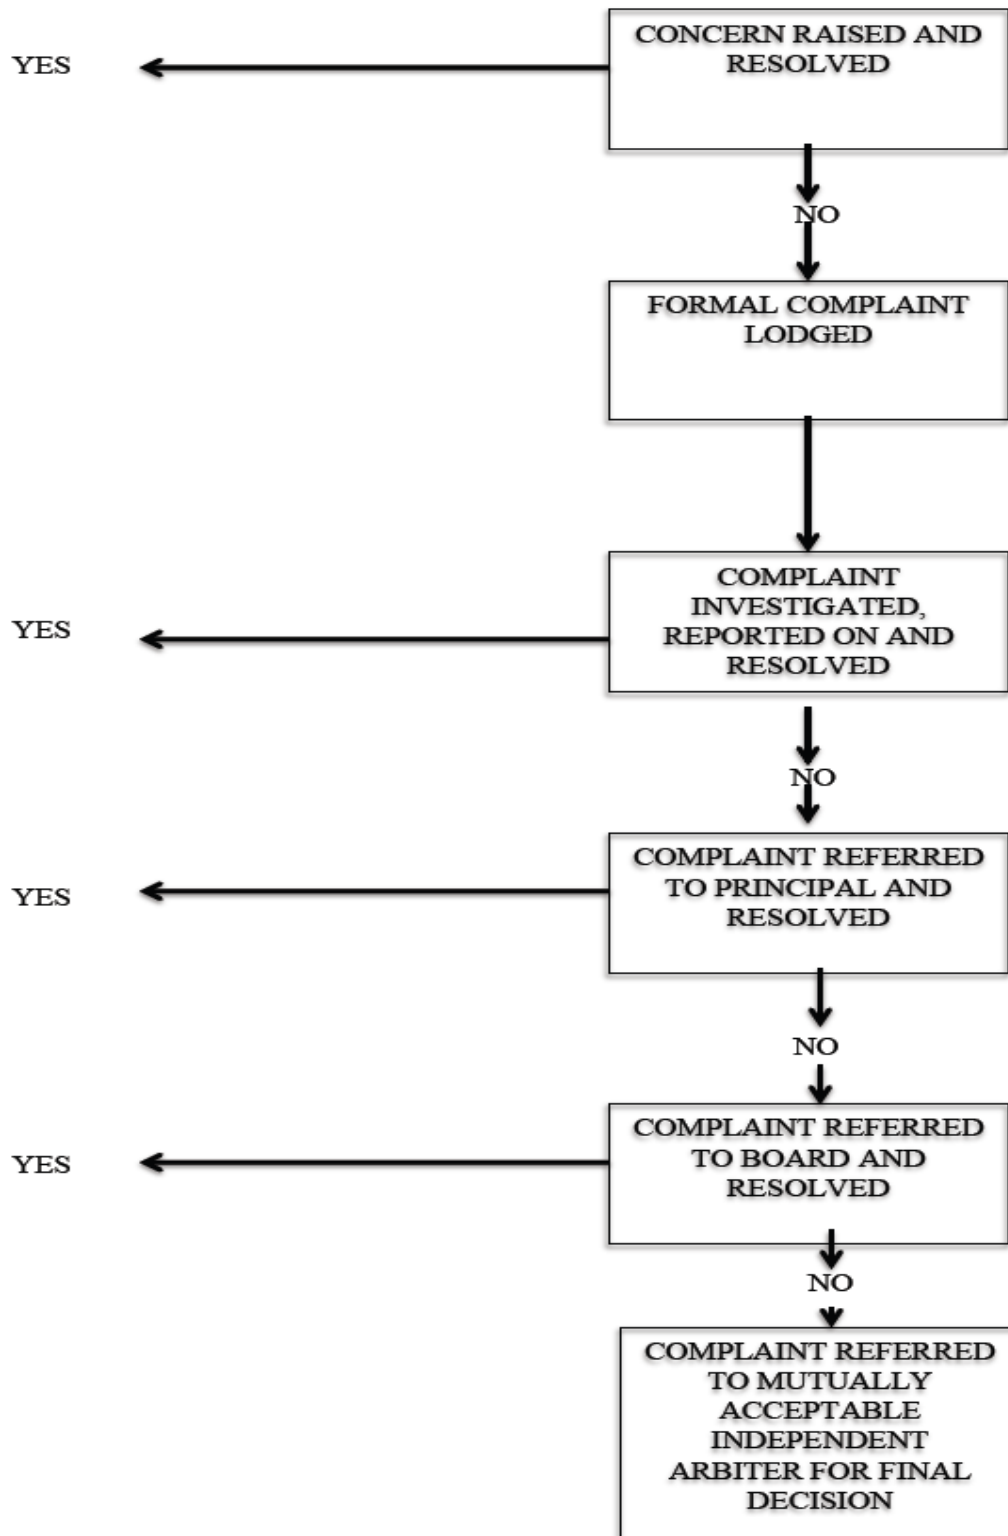 CONCERN RAISED AND
RESOLVED
YES
NO
FORMAL COMPLAINT
LODGED
COMPLAINT
INVESTIGATED,
REPORTED ON AND
RESOLVED
YES
NO
COMPLAINT REFERRED
TO PRINCIPAL AND
RESOLVED
YES
NO
COMPLAINT REFERRED
TO BOARD AND
RESOLVED
YES
NO
COMPLAINT REFERRED
TO MUTUALLY
ACCEPTABLE
INDEPENDENT
ARBITER FOR FINAL
DECISION